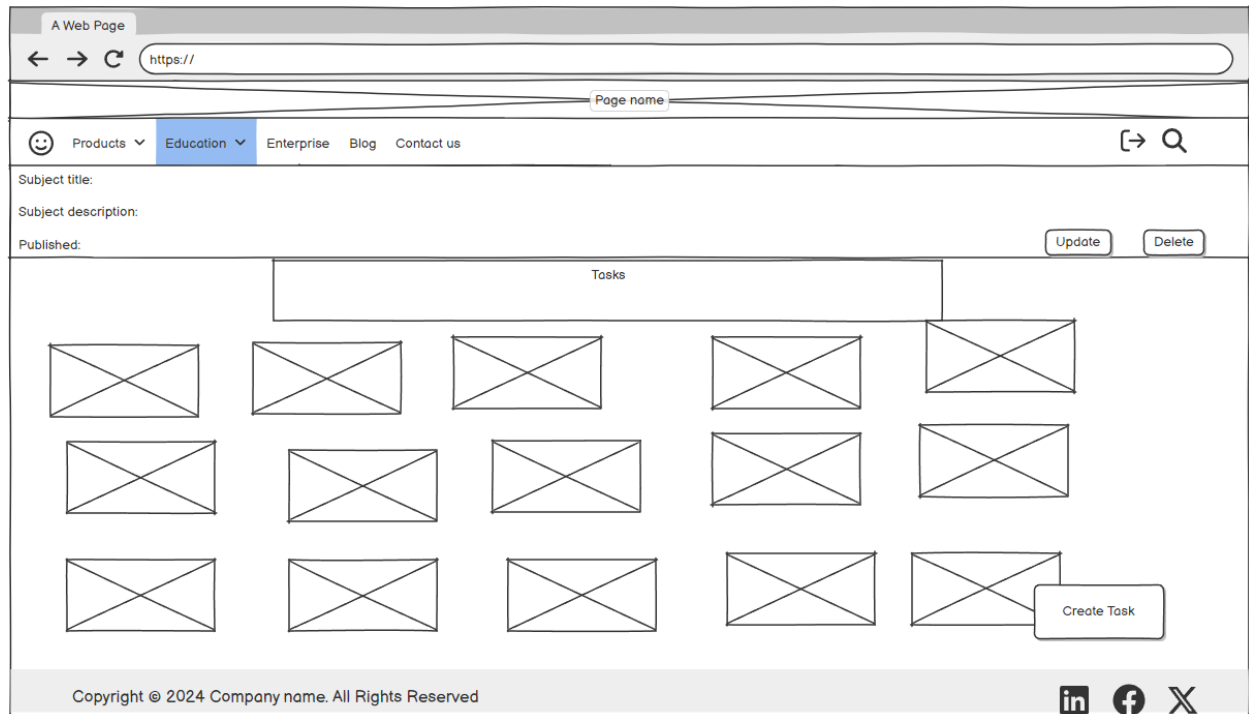 A Web Page
https://
Page name
Products Education Enterprise Blog Contact us
Subject title:
Subject description:
Published:
Update Delete
Tasks
Create Task
Copyright © 2024 Company name. All Rights Reserved